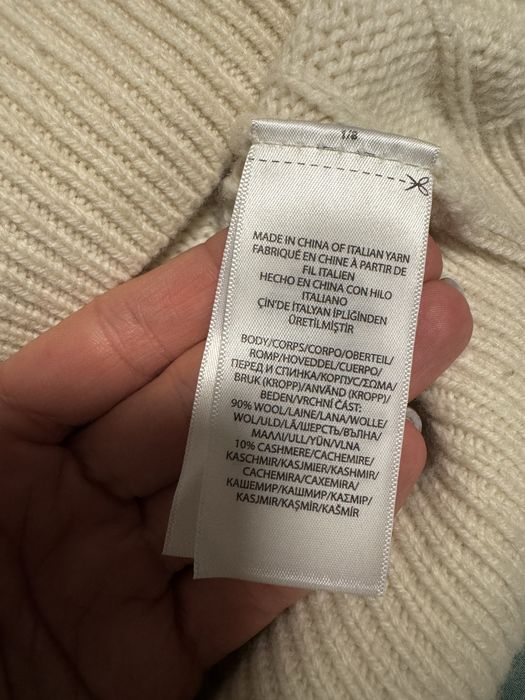 1/8
MADE IN CHINA OF ITALIAN YARN
FABRIQUÉ EN CHINE À PARTIR DE
FIL ITALIEN
HECHO EN CHINA CON HILO
ITALIANO
ÇİN'DE İTALYAN İPLİĞİNDEN
ÜRETİLMİŞTİR
BODY/CORPS/CORPO/OBERTEIL/
ROMP/HOVEDDEL/CUERPO/
ПЕРЕД И СПИНКА/КОРПУС/ΣΩΜΑ/
BRUK (KROPP)/ANVÄND (KROPP)/
BEDEN/VRCHNÍ ČÁST:
90% WOOL/LAINE/LANA/WOLLE/
WOL/ULD/LÃ/ШЕРСТЬ/ВЪЛНА/
ΜΑΛΛΙ/ULL/YÜN/VLNA
10% CASHMERE/CACHEMIRE/
KASCHMIR/KASJMIER/KASHMIR/
CACHEMIRA/CAXEMIRA/
КАШЕМИР/КАШМИР/ΚΑΣΜΙΡ/
KASJMIR/KAŞMİR/KAŠMÍR